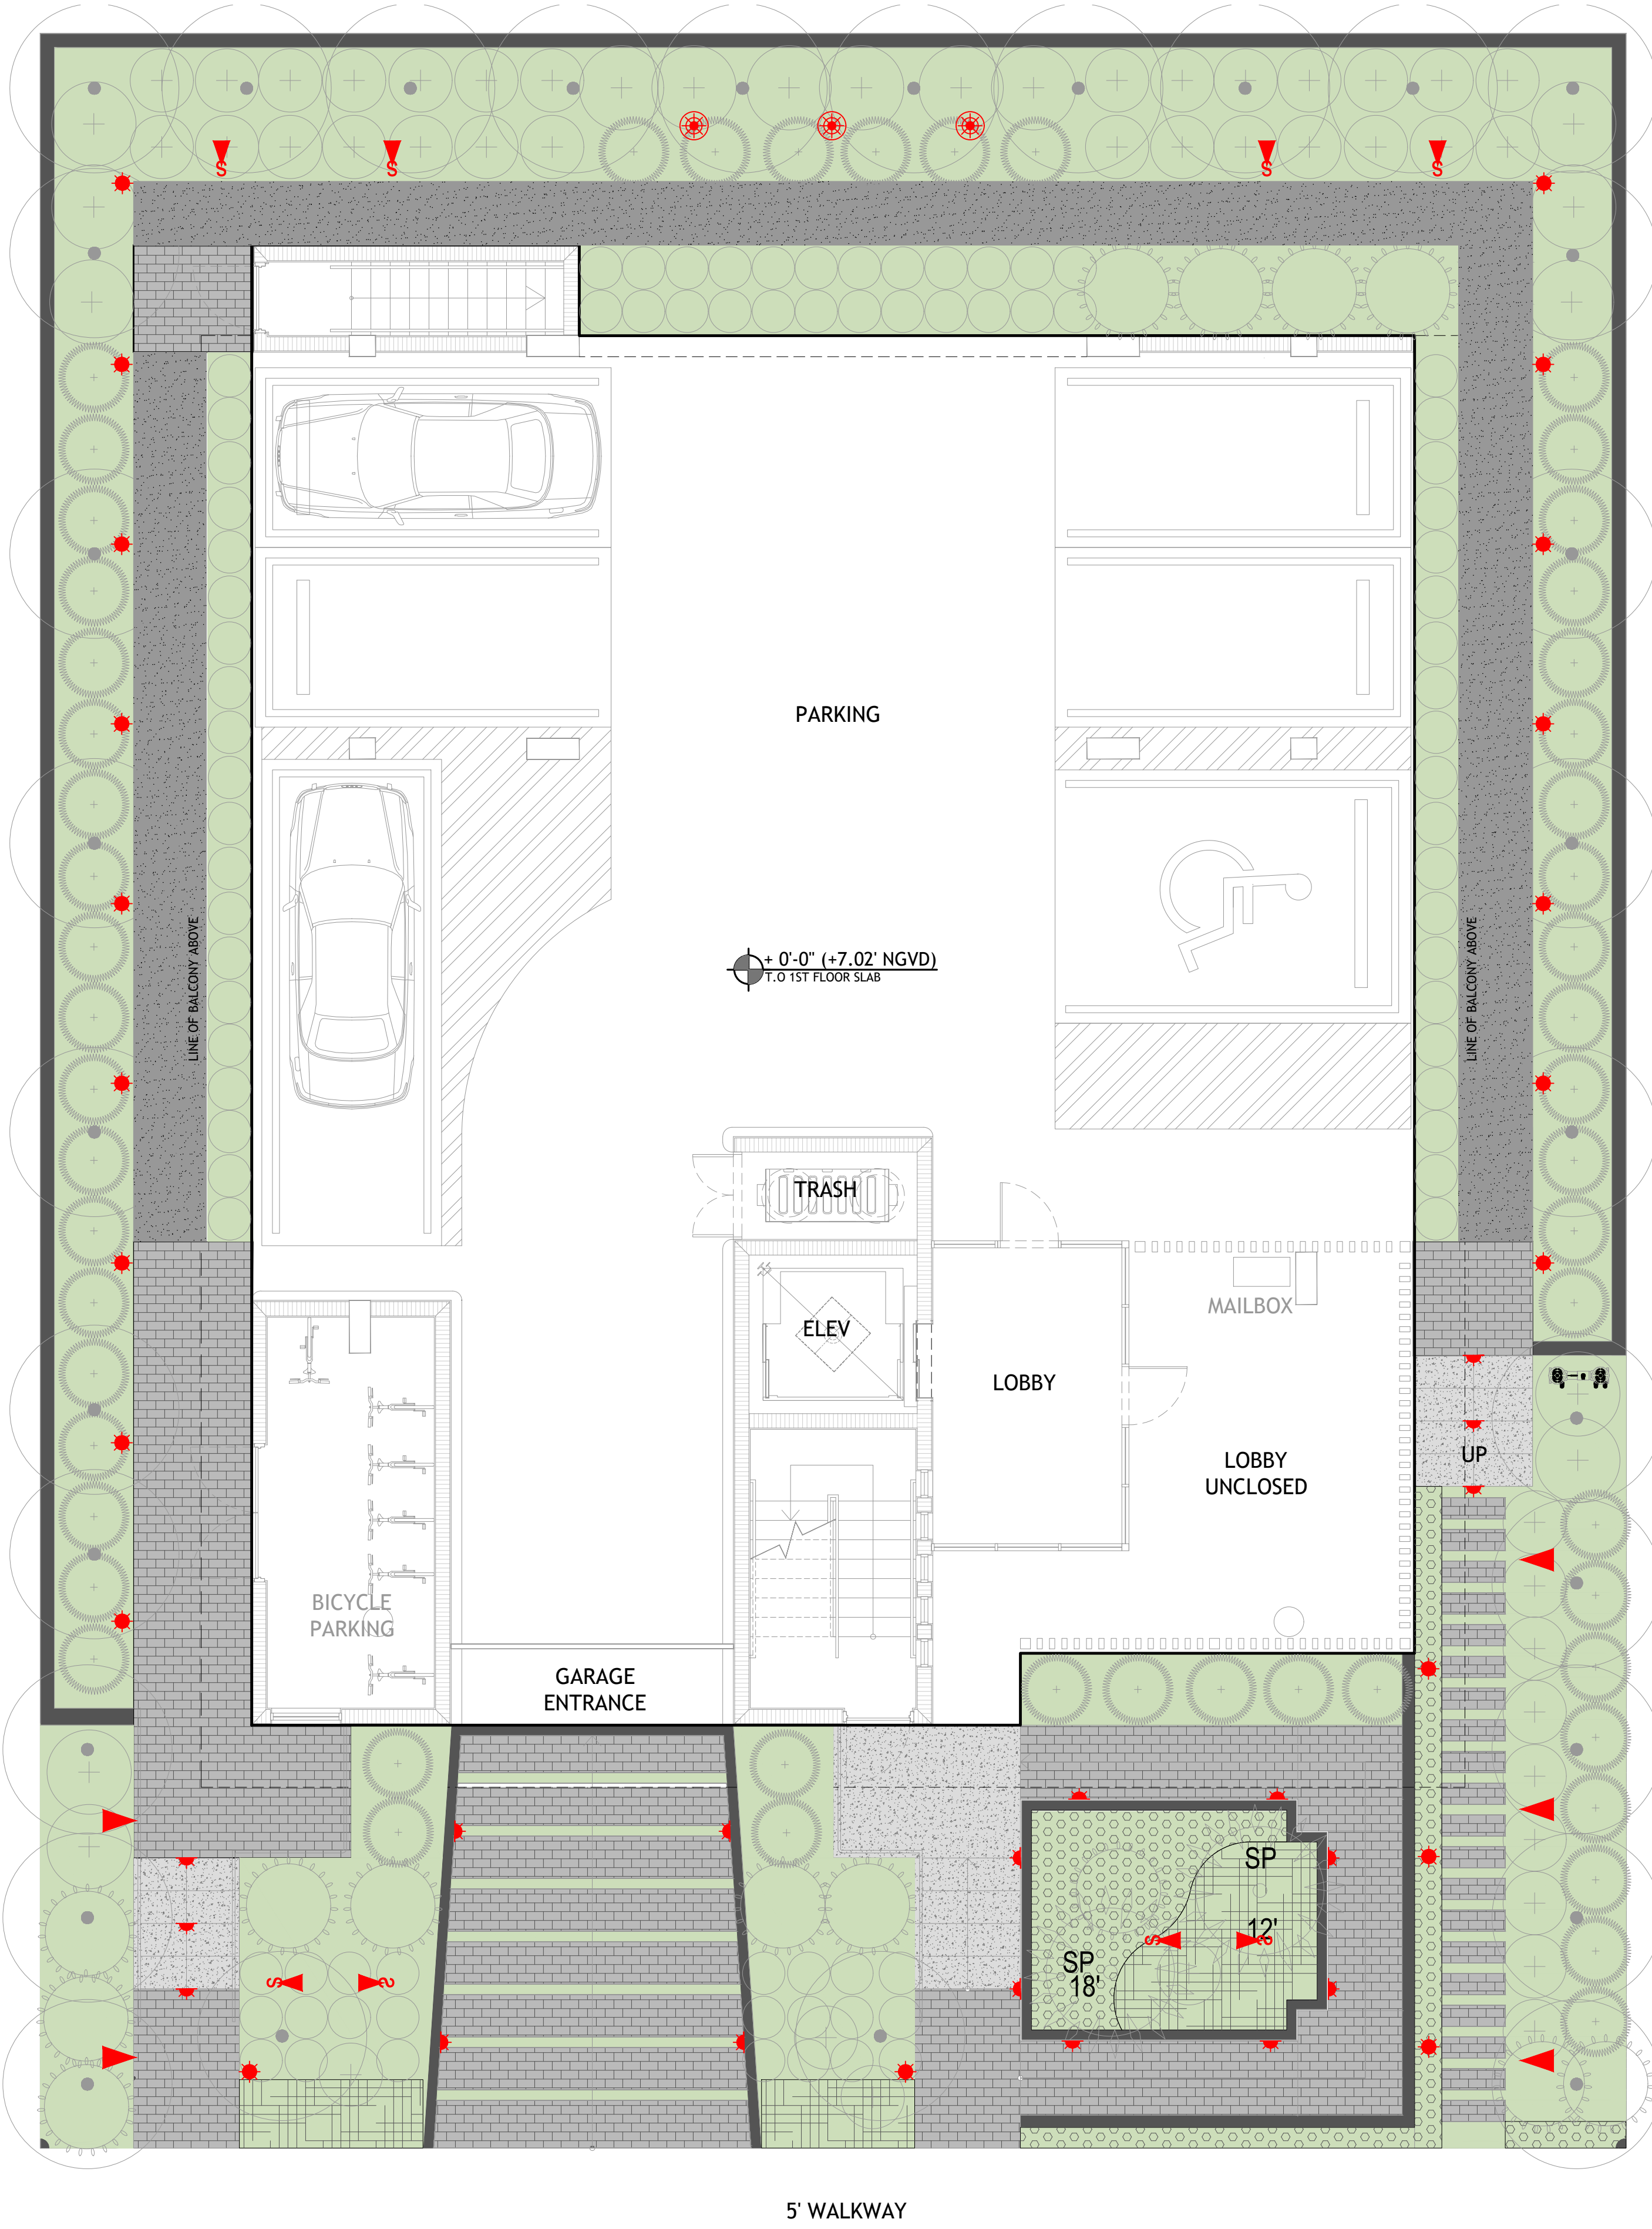 S
S
S
S
PARKING
LINE OF BALCONY ABOVE
LINE OF BALCONY ABOVE
+ 0'-0" (+7.02' NGVD)
T.O 1ST FLOOR SLAB
TRASH
MAILBOX
ELEV
LOBBY
UP
LOBBY
UNCLOSED
BICYCLE
PARKING
GARAGE
ENTRANCE
SP
12'
S
S
SP
18'
S
S
5' WALKWAY